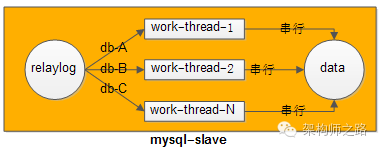 db-A work-thread-1 串行
relaylog db-B work-thread-2 串行 data
db-C work-thread-N 串行
架构师之路
mysql-slave